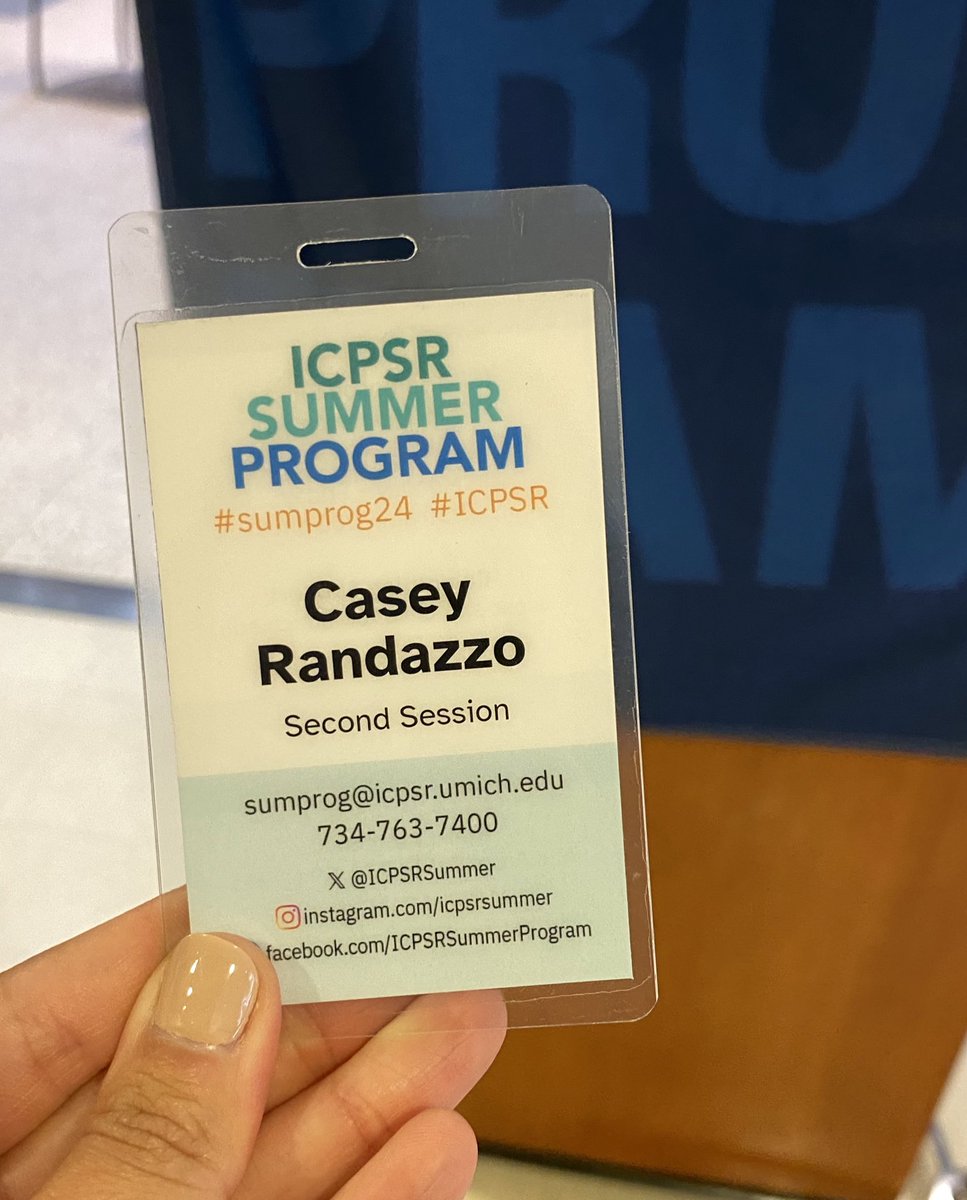 ICPSR
SUMMER
PROGRAM
#sumprog24 #ICPSR
Casey
Randazzo
Second Session
sumprog@icpsr.umich.edu
734-763-7400
𝕏 @ICPSRSummer
instagram.com/icpsrsummer
facebook.com/ICPSRSummerProgram